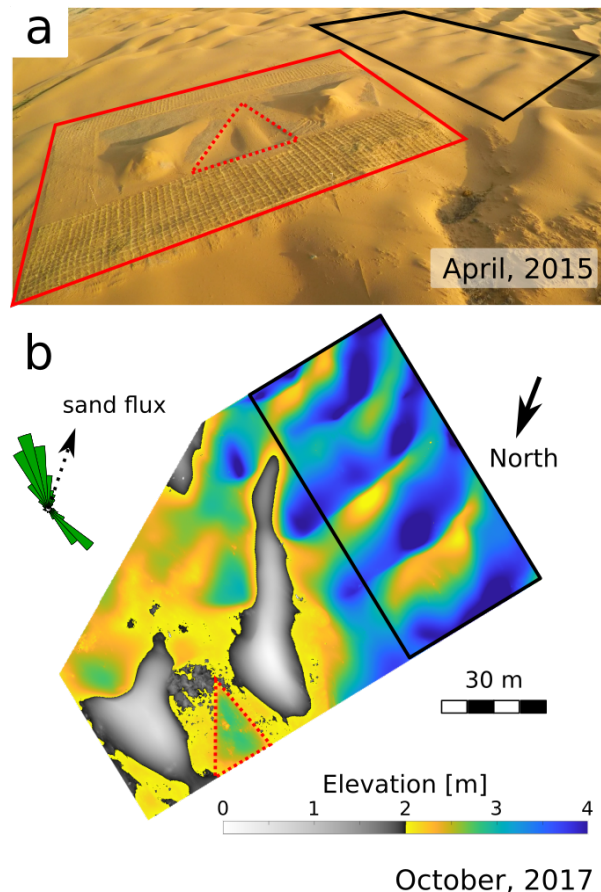 a
April, 2015
b
sand flux
North
30 m
Elevation [m]
0 1 2 3 4
October, 2017